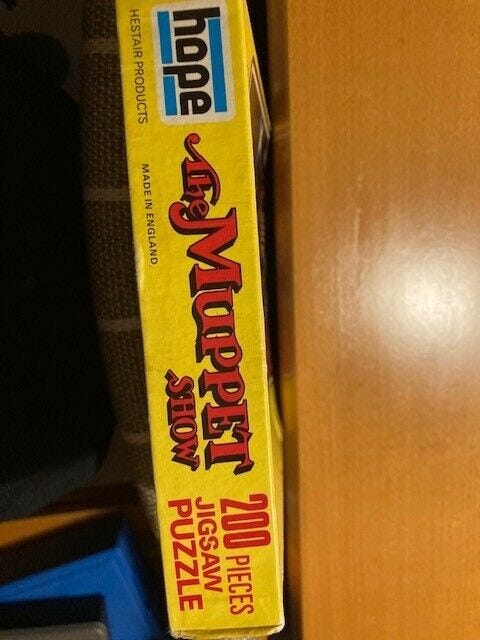 hope
HESTAIR PRODUCTS
MADE IN ENGLAND
The MUPPET
SHOW
200 PIECES
JIGSAW
PUZZLE